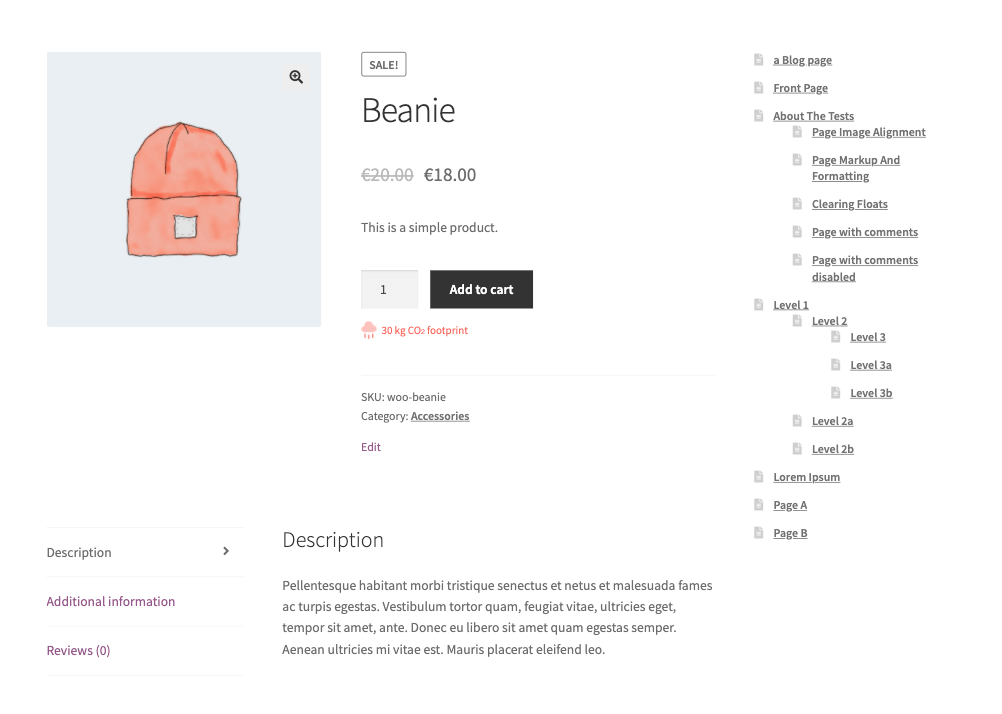 SALE!
Beanie
€20.00 €18.00
This is a simple product.
1
Add to cart
30 kg CO₂ footprint
SKU: woo-beanie
Category: Accessories
Edit
Description
Additional information
Reviews (0)
Description
Pellentesque habitant morbi tristique senectus et netus et malesuada fames
ac turpis egestas. Vestibulum tortor quam, feugiat vitae, ultricies eget,
tempor sit amet, ante. Donec eu libero sit amet quam egestas semper.
Aenean ultricies mi vitae est. Mauris placerat eleifend leo.
a Blog page
Front Page
About The Tests
Page Image Alignment
Page Markup And
Formatting
Clearing Floats
Page with comments
Page with comments
disabled
Level 1
Level 2
Level 3
Level 3a
Level 3b
Level 2a
Level 2b
Lorem Ipsum
Page A
Page B